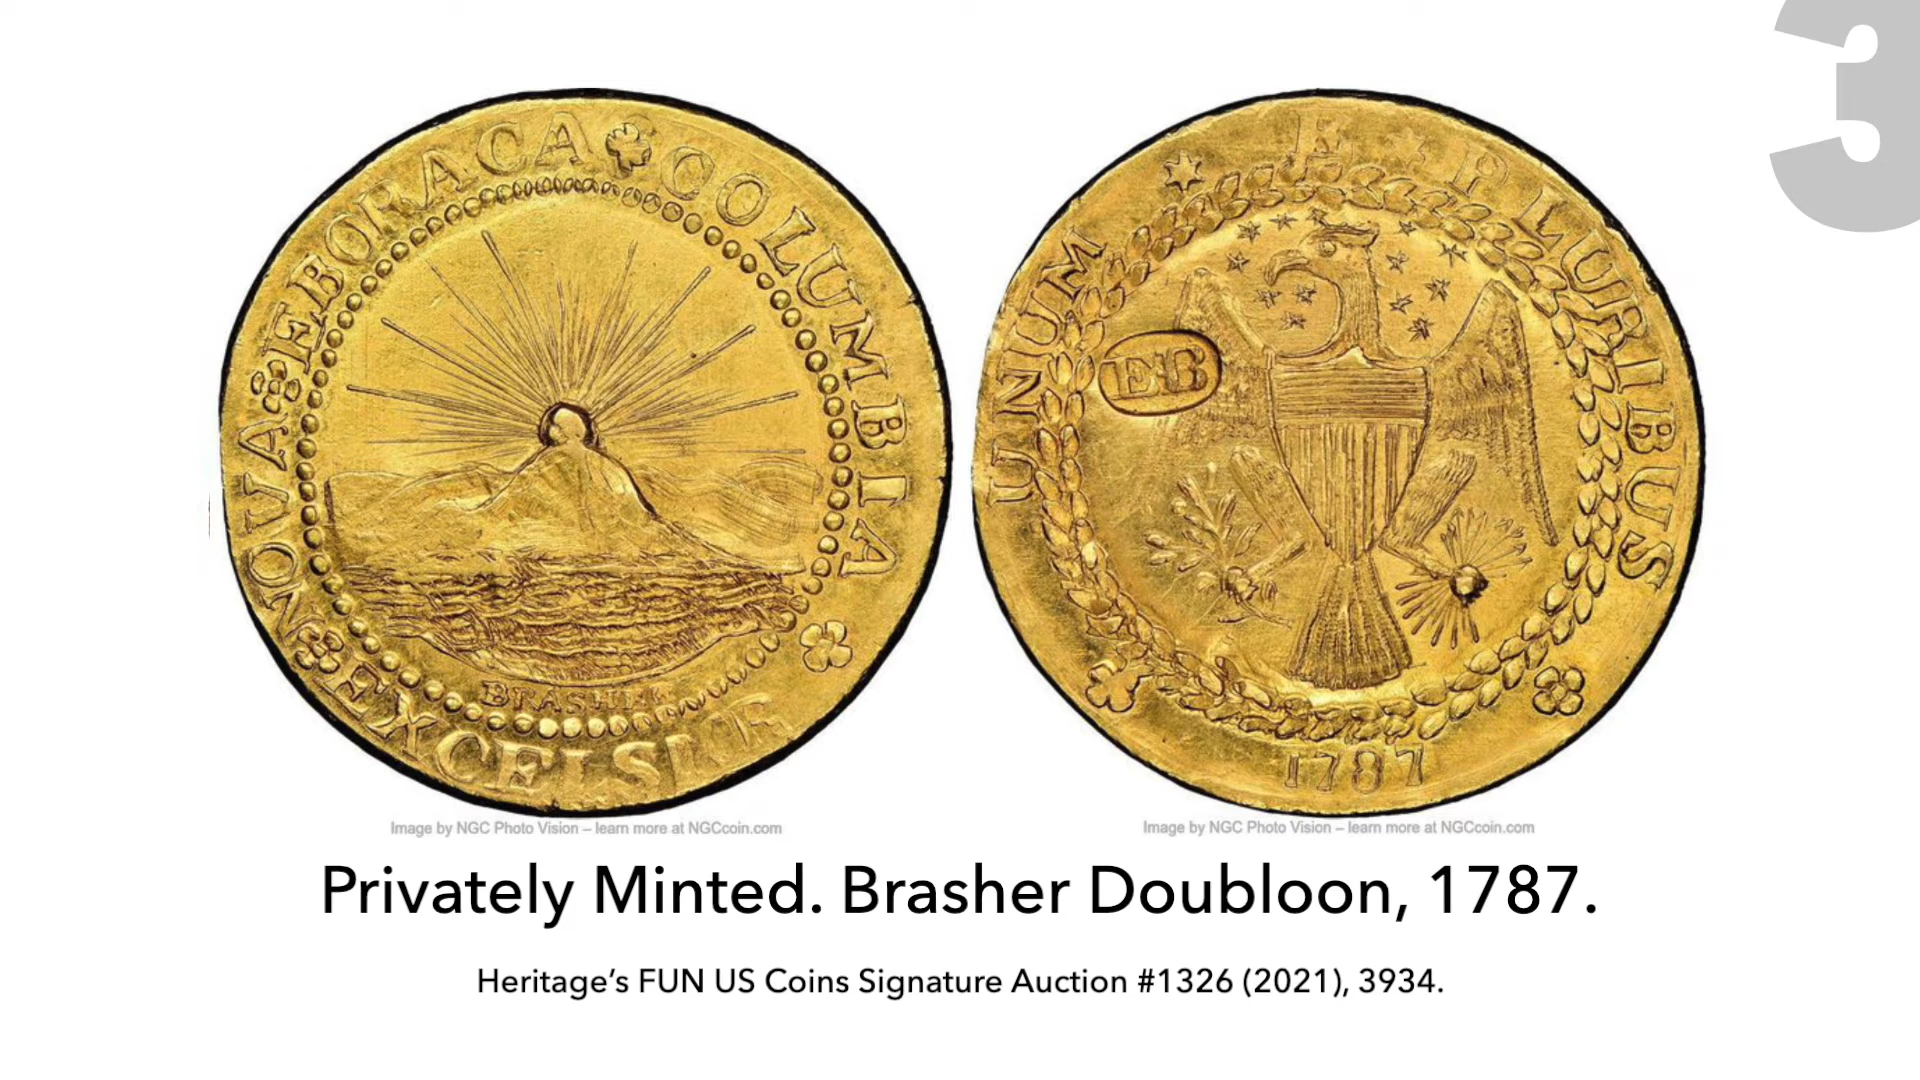 3
NOVA EBORACA COLUMBIA EXCELSIOR
BRASHER
UNUM E PLURIBUS
EB
1787
Image by NGC Photo Vision – learn more at NGCcoin.com
Image by NGC Photo Vision – learn more at NGCcoin.com
Privately Minted. Brasher Doubloon, 1787.
Heritage’s FUN US Coins Signature Auction #1326 (2021), 3934.